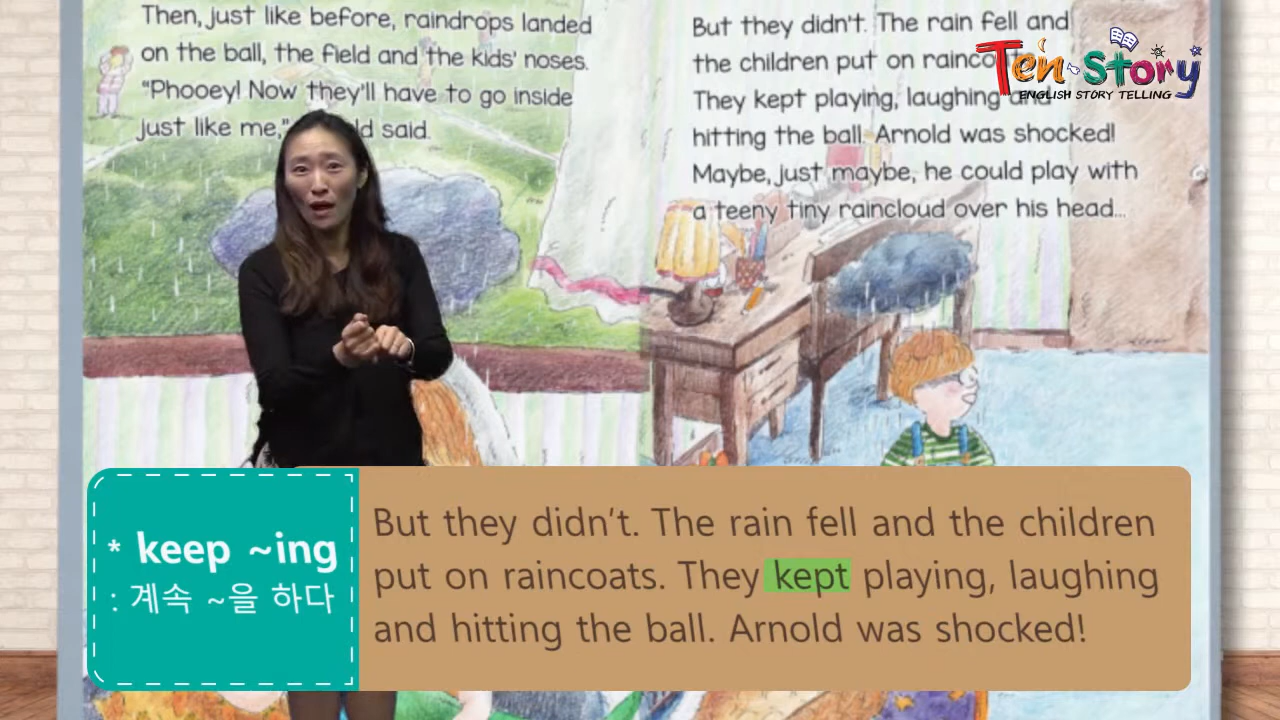 Then, just like before, raindrops landed
on the ball, the field and the kids' noses.
"Phooey! Now they'll have to go inside
just like me," ld said.
But they didn't. The rain fell and
the children put on rainco
They kept playing, laughing and
hitting the ball. Arnold was shocked!
Maybe, just maybe, he could play with
a teeny tiny raincloud over his head...
Ten Story
ENGLISH STORY TELLING
* keep ~ing
: 계속 ~을 하다
But they didn't. The rain fell and the children
put on raincoats. They kept playing, laughing
and hitting the ball. Arnold was shocked!